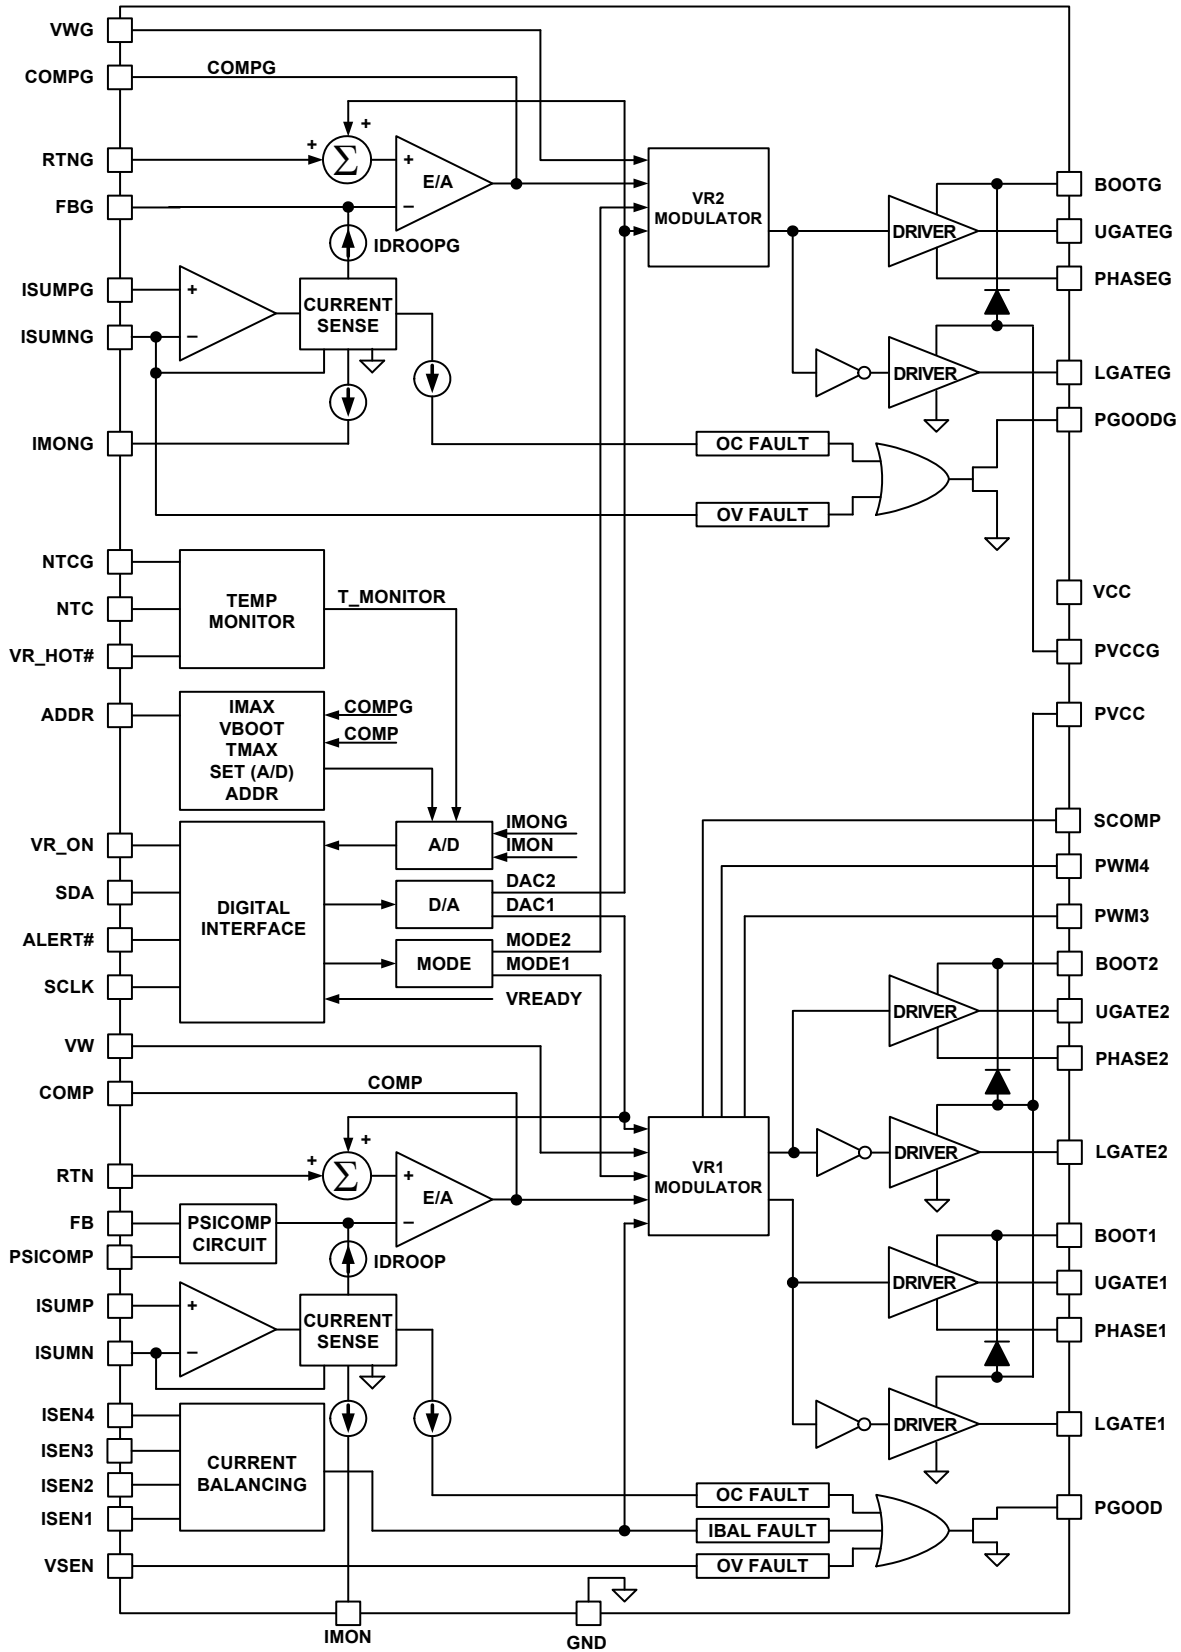 VWG
COMPG
COMPG
+
RTNG
+
Σ
+
E/A
−
FBG
IDROOPG
VR2
MODULATOR
BOOTG
DRIVER
UGATEG
PHASEG
ISUMPG
+
ISUMNG
−
CURRENT
SENSE
DRIVER
LGATEG
PGOODG
IMONG
OC FAULT
OV FAULT
NTCG
NTC
VR_HOT#
TEMP
MONITOR
T_MONITOR
VCC
PVCCG
PVCC
ADDR
IMAX
VBOOT
TMAX
SET (A/D)
ADDR
COMPG
COMP
VR_ON
SDA
ALERT#
SCLK
DIGITAL
INTERFACE
A/D
IMONG
IMON
D/A
DAC2
DAC1
MODE
MODE2
MODE1
VREADY
SCOMP
PWM4
PWM3
BOOT2
DRIVER
UGATE2
PHASE2
VW
COMP
COMP
+
RTN
+
Σ
+
E/A
−
VR1
MODULATOR
DRIVER
LGATE2
FB
PSICOMP
PSICOMP
CIRCUIT
IDROOP
BOOT1
DRIVER
UGATE1
PHASE1
ISUMP
+
ISUMN
−
CURRENT
SENSE
DRIVER
LGATE1
ISEN4
ISEN3
ISEN2
ISEN1
CURRENT
BALANCING
OC FAULT
IBAL FAULT
OV FAULT
PGOOD
VSEN
IMON
GND